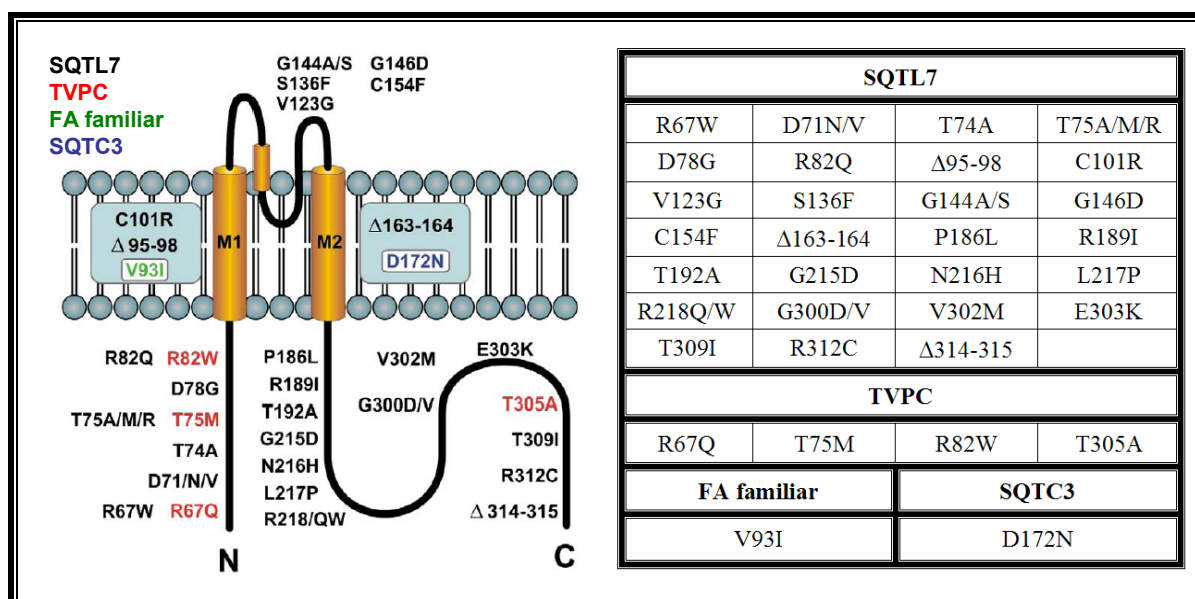 SQTL7
TVPC
FA familiar
SQTC3
G144A/S G146D
S136F C154F
V123G
C101R
Δ 95-98
V93I
M1
M2
Δ163-164
D172N
R82Q R82W
D78G
T75A/M/R T75M
T74A
D71/N/V
R67W R67Q
N
P186L
R189I
T192A
G215D
N216H
L217P
R218/QW
V302M
G300D/V
E303K
T305A
T309I
R312C
Δ 314-315
C
SQTL7
R67W D71N/V T74A T75A/M/R
D78G R82Q Δ95-98 C101R
V123G S136F G144A/S G146D
C154F Δ163-164 P186L R189I
T192A G215D N216H L217P
R218Q/W G300D/V V302M E303K
T309I R312C Δ314-315
TVPC
R67Q T75M R82W T305A
FA familiar SQTC3
V93I D172N